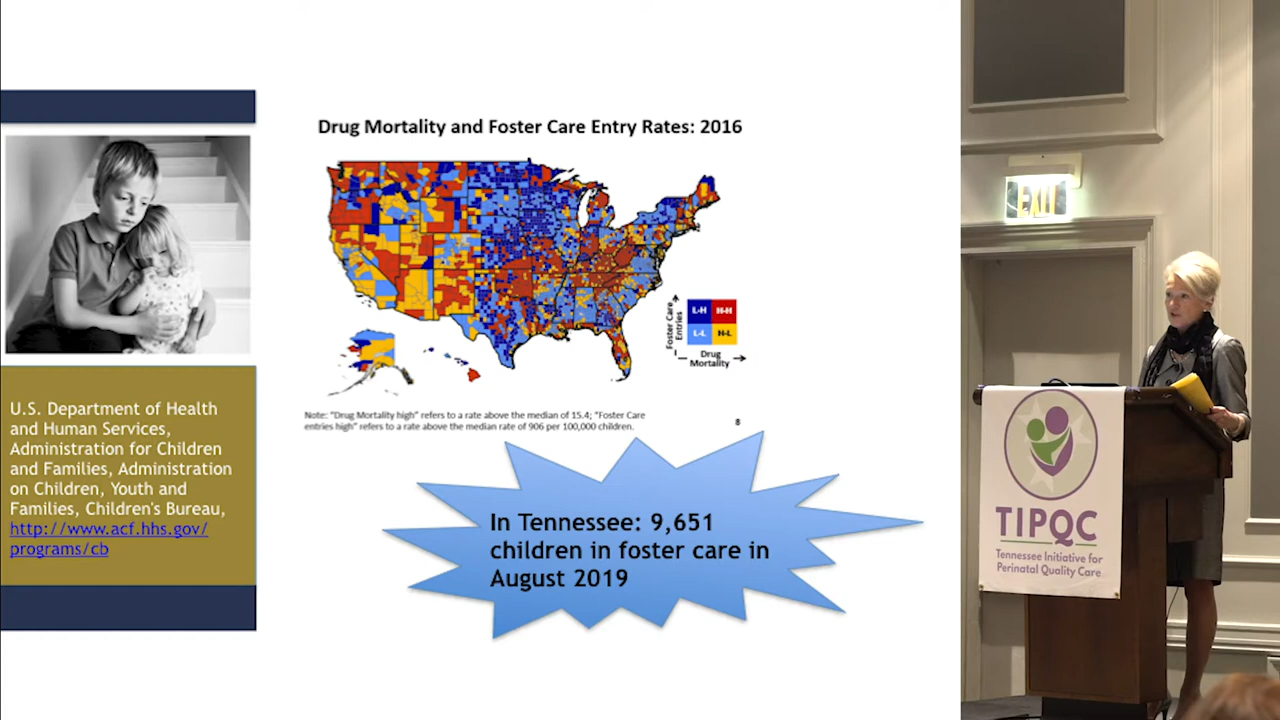 Drug Mortality and Foster Care Entry Rates: 2016
Foster Care
Entries
L-H
H-H
L-L
H-L
Drug
Mortality
Note: "Drug Mortality high" refers to a rate above the median of 15.4; "Foster Care
entries high" refers to a rate above the median rate of 906 per 100,000 children.
8
U.S. Department of Health
and Human Services,
Administration for Children
and Families, Administration
on Children, Youth and
Families, Children's Bureau,
http://www.acf.hhs.gov/
programs/cb
In Tennessee: 9,651
children in foster care in
August 2019
EXIT
TIPQC
Tennessee Initiative for
Perinatal Quality Care